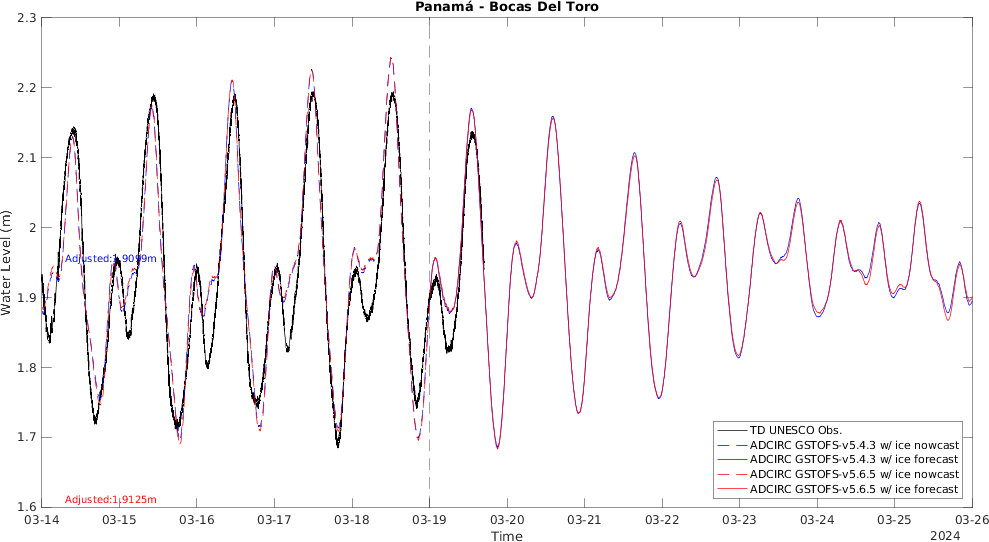 Panamá - Bocas Del Toro
2.3
2.2
2.1
2
1.9
1.8
1.7
1.6
Water Level (m)
Adjusted:1.9099m
Adjusted:1.9125m
TD UNESCO Obs.
ADCIRC GSTOFS-v5.4.3 w/ ice nowcast
ADCIRC GSTOFS-v5.4.3 w/ ice forecast
ADCIRC GSTOFS-v5.6.5 w/ ice nowcast
ADCIRC GSTOFS-v5.6.5 w/ ice forecast
03-14 03-15 03-16 03-17 03-18 03-19 03-20 03-21 03-22 03-23 03-24 03-25 03-26
Time
2024